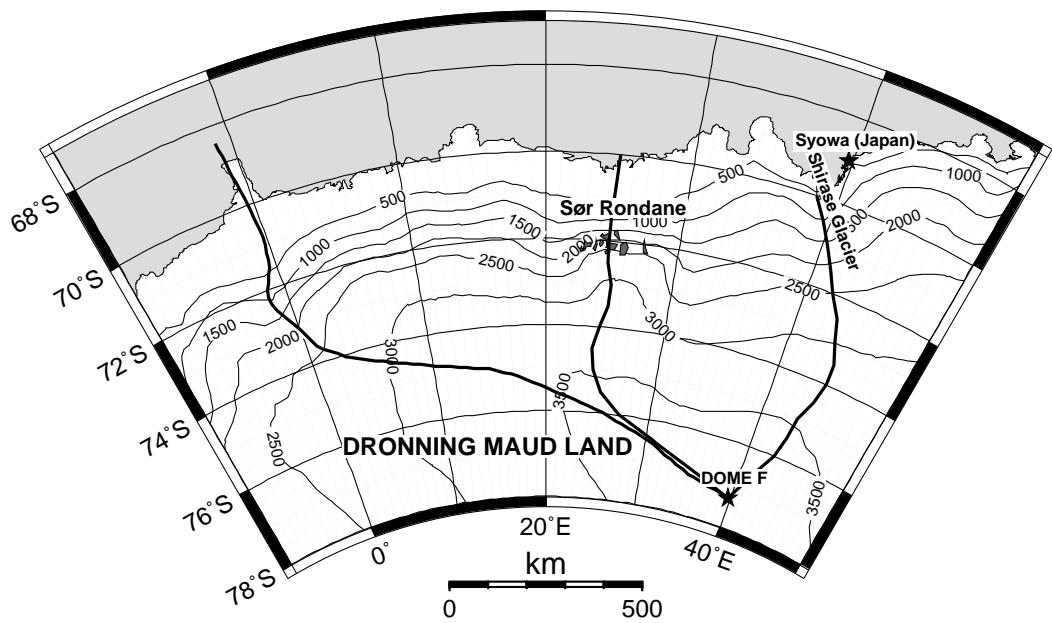 Syowa (Japan)
Shirase Glacier
1000
500
500
500
2000
Sør Rondane
1000
1500
2000
1000
2500
2500
1500
2000
3000
3000
3500
2500
3500
DRONNING MAUD LAND
DOME F
68°S
70°S
72°S
74°S
76°S
78°S
0°
20°E
40°E
km
0 500